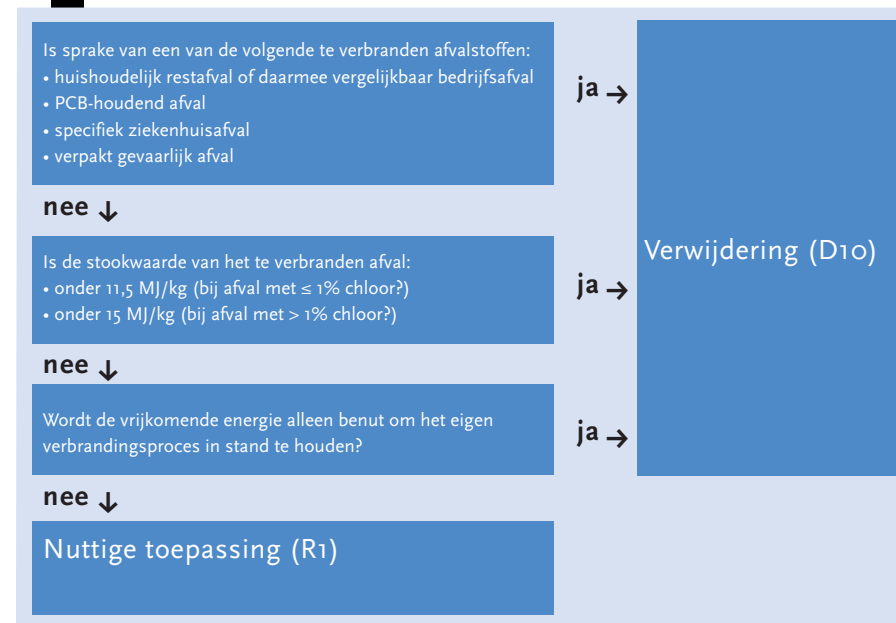 Is sprake van een van de volgende te verbranden afvalstoffen:
• huishoudelijk restafval of daarmee vergelijkbaar bedrijfsafval
• PCB-houdend afval
• specifiek ziekenhuisafval
• verpakt gevaarlijk afval
ja →
nee ↓
Is de stookwaarde van het te verbranden afval:
• onder 11,5 MJ/kg (bij afval met ≤ 1% chloor?)
• onder 15 MJ/kg (bij afval met > 1% chloor?)
ja →
Verwijdering (D10)
nee ↓
Wordt de vrijkomende energie alleen benut om het eigen
verbrandingsproces in stand te houden?
ja →
nee ↓
Nuttige toepassing (R1)